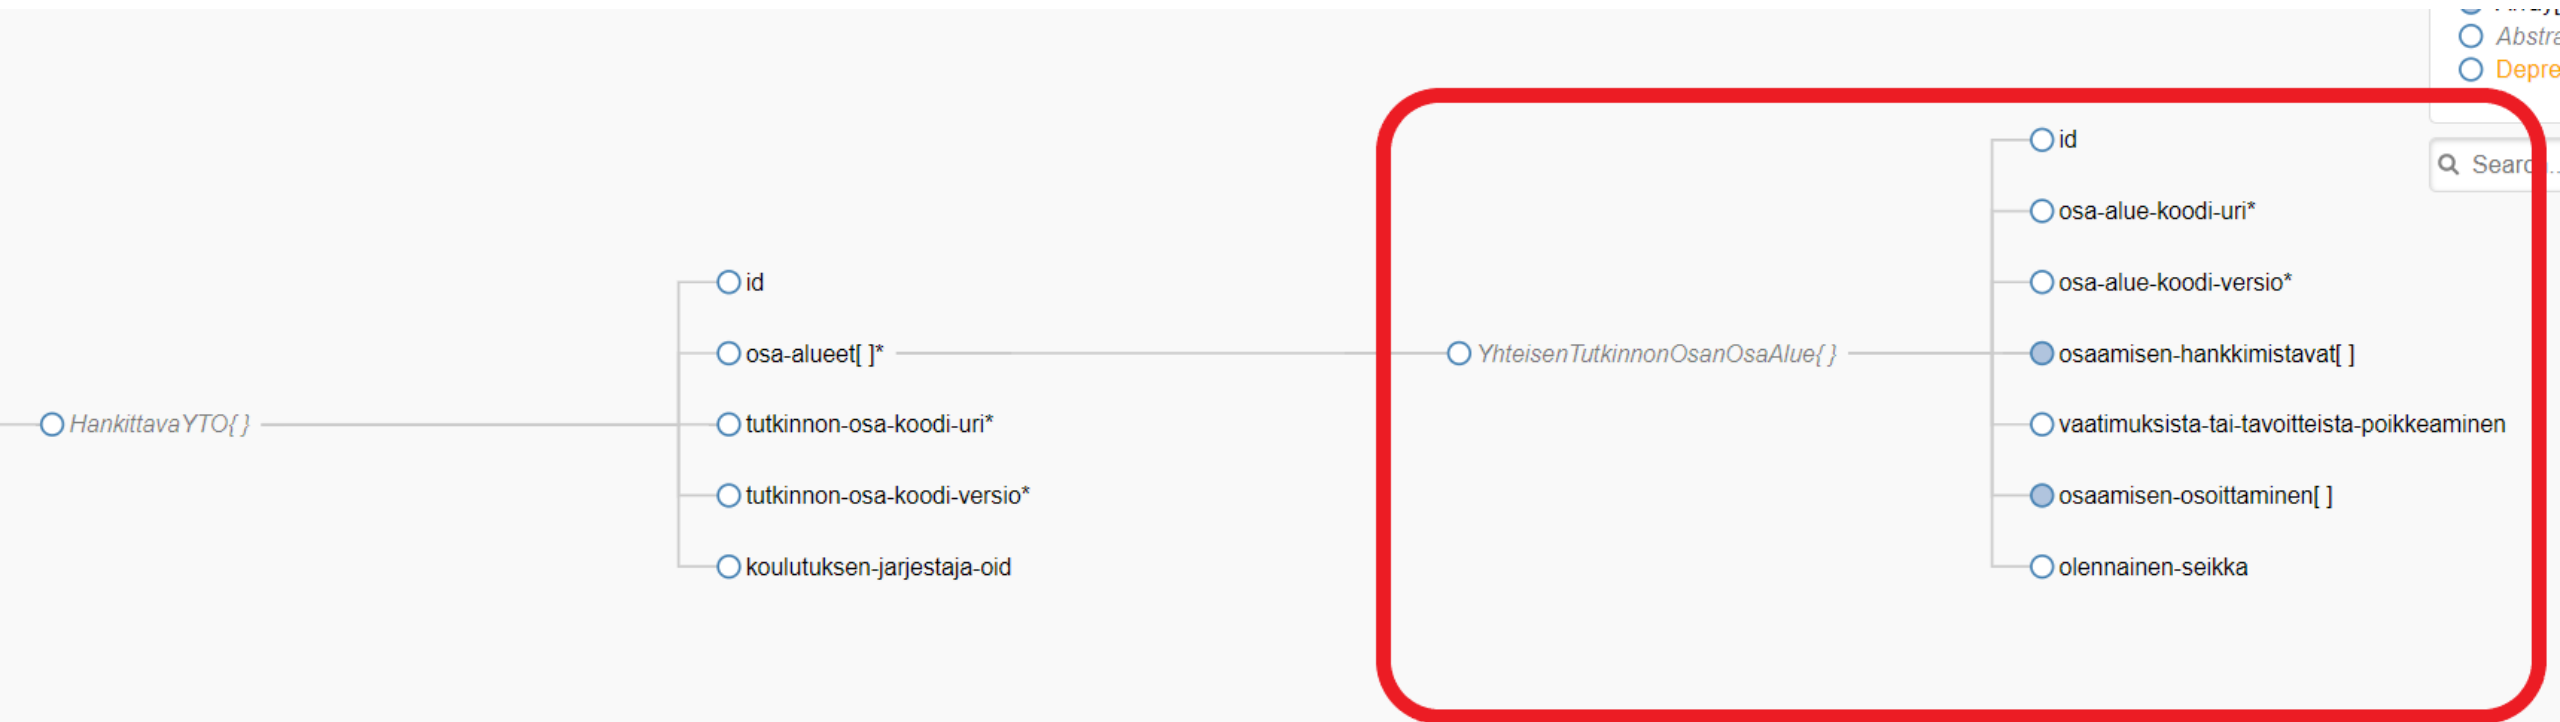 Abstra
Depre
Searc...
HankittavaYTO{ }
id
osa-alueet[ ]*
tutkinnon-osa-koodi-uri*
tutkinnon-osa-koodi-versio*
koulutuksen-jarjestaja-oid
YhteisenTutkinnonOsanOsaAlue{ }
id
osa-alue-koodi-uri*
osa-alue-koodi-versio*
osaamisen-hankkimistavat[ ]
vaatimuksista-tai-tavoitteista-poikkeaminen
osaamisen-osoittaminen[ ]
olennainen-seikka